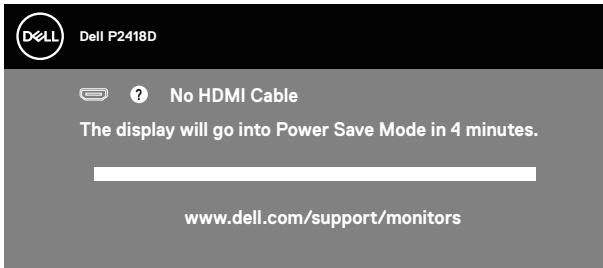 DELL
Dell P2418D
? No HDMI Cable
The display will go into Power Save Mode in 4 minutes.
www.dell.com/support/monitors